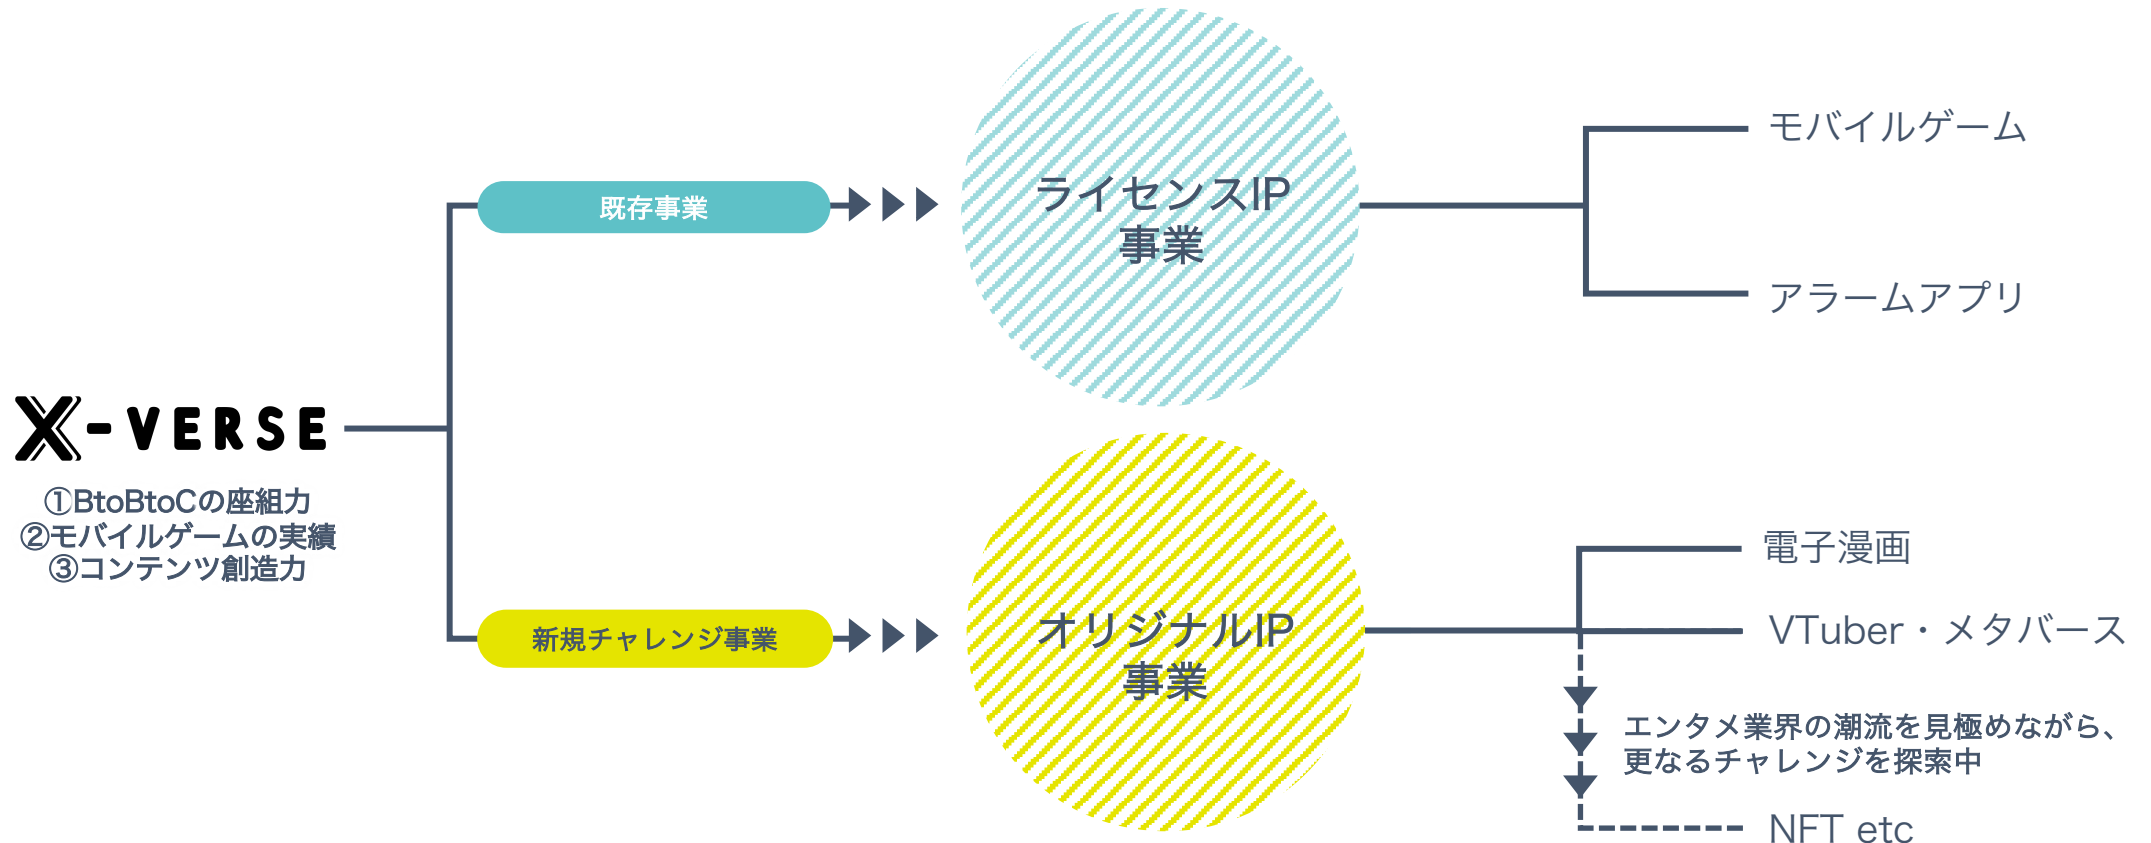 X-VERSE
①BtoBtoCの座組力
②モバイルゲームの実績
③コンテンツ創造力
既存事業
ライセンスIP
事業
モバイルゲーム
アラームアプリ
新規チャレンジ事業
オリジナルIP
事業
電子漫画
VTuber・メタバース
エンタメ業界の潮流を見極めながら、
更なるチャレンジを探索中
NFT etc